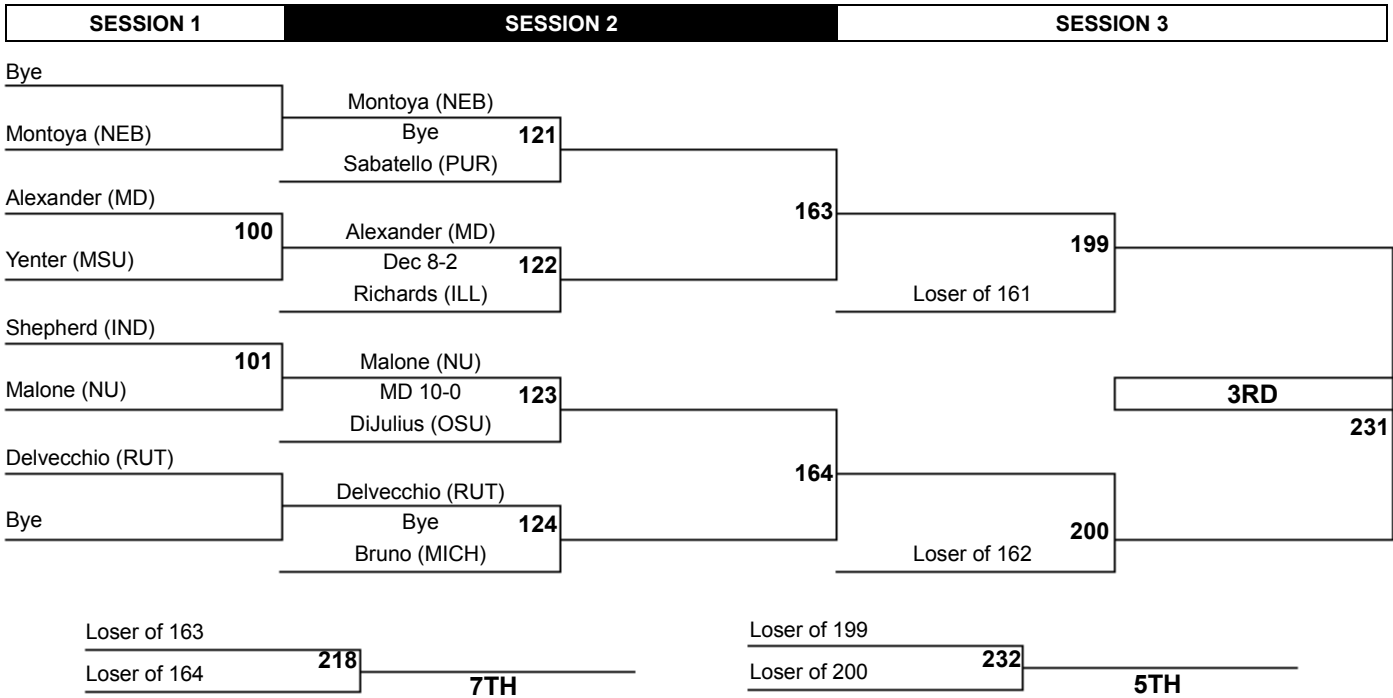 SESSION 1
SESSION 2
SESSION 3
Bye
Montoya (NEB)
Alexander (MD)
100
Yenter (MSU)
Shepherd (IND)
101
Malone (NU)
Delvecchio (RUT)
Bye
Montoya (NEB)
Bye
121
Sabatello (PUR)
Alexander (MD)
Dec 8-2
122
Richards (ILL)
Malone (NU)
MD 10-0
123
DiJulius (OSU)
Delvecchio (RUT)
Bye
124
Bruno (MICH)
163
164
199
Loser of 161
200
Loser of 162
3RD
231
Loser of 163
218
Loser of 164
7TH
Loser of 199
232
Loser of 200
5TH